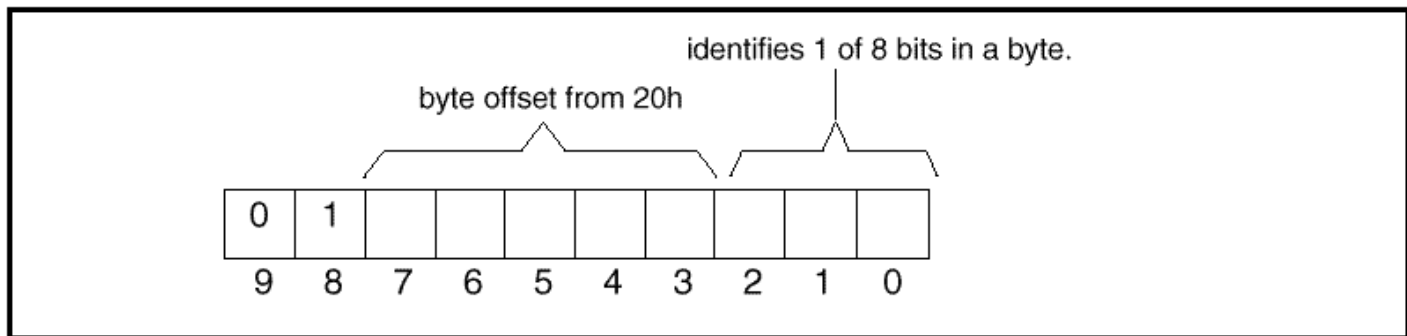 identifies 1 of 8 bits in a byte.
byte offset from 20h
0 1
9 8 7 6 5 4 3 2 1 0